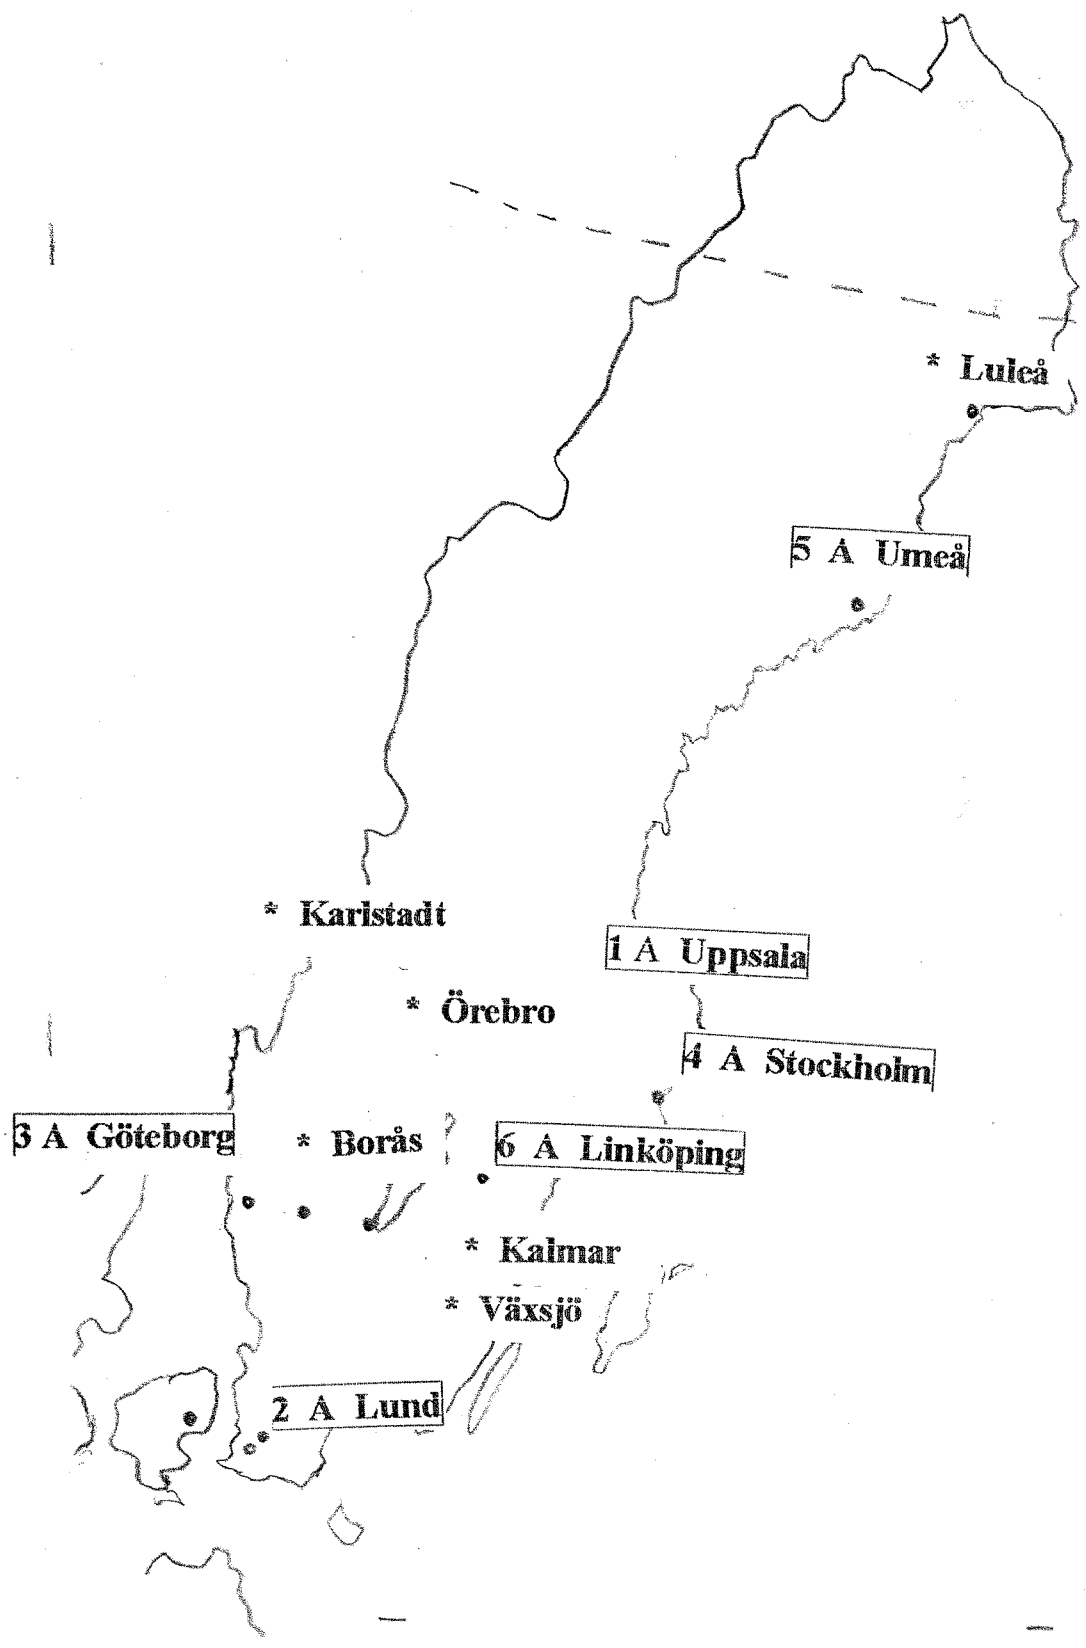 * Luleå
5 A Umeå
* Karlstadt
1 A Uppsala
* Örebro
4 A Stockholm
3 A Göteborg
* Borås
6 A Linköping
* Kalmar
* Växsjö
2 A Lund